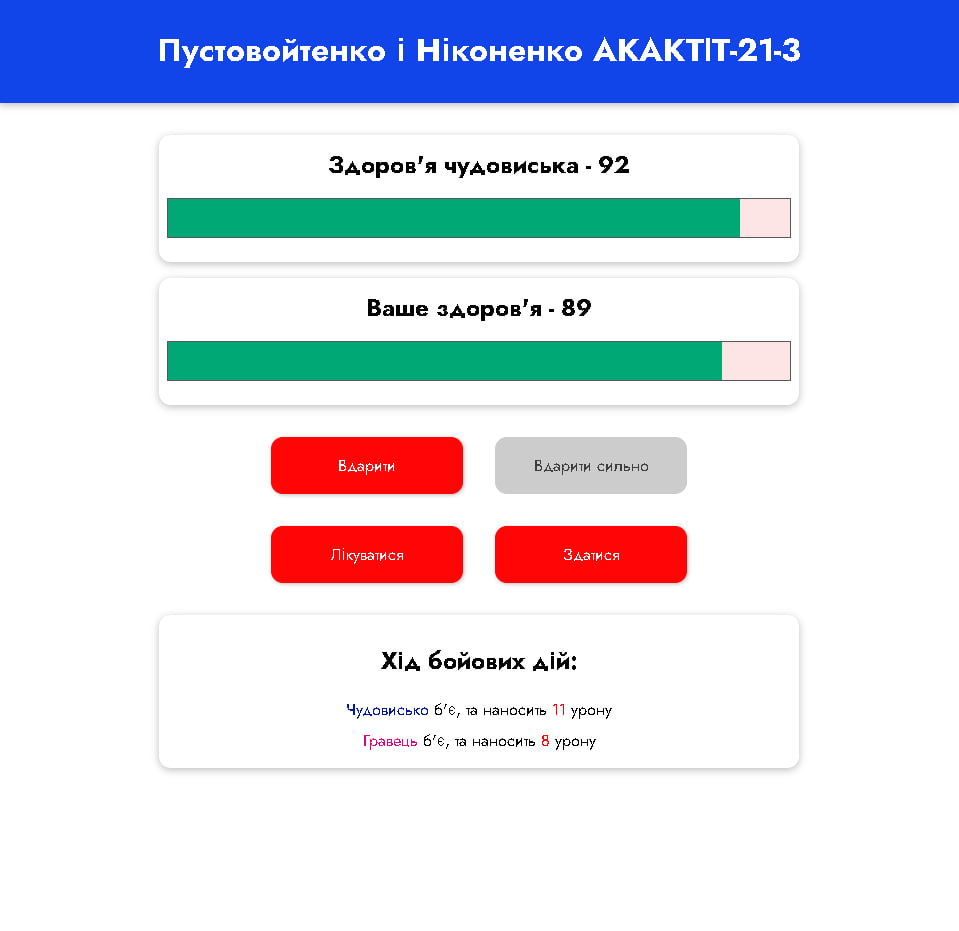 Пустовойтенко і Ніконенко АКАКТІТ-21-3
Здоров'я чудовиська - 92
Ваше здоров'я - 89
Вдарити
Вдарити сильно
Лікуватися
Здатися
Хід бойових дій:
Чудовисько б'є, та наносить 11 урону
Гравець б'є, та наносить 8 урону